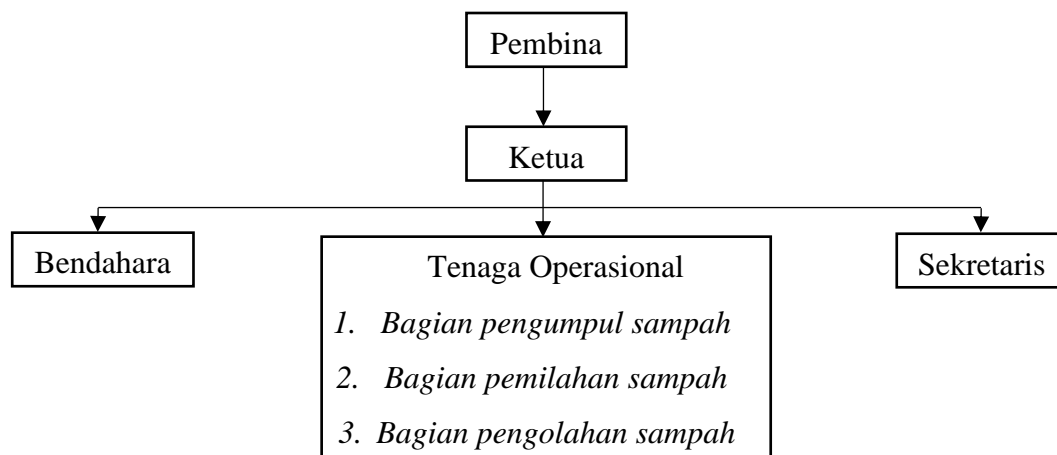 Pembina
Ketua
Bendahara
Tenaga Operasional
1. Bagian pengumpul sampah
2. Bagian pemilahan sampah
3. Bagian pengolahan sampah
Sekretaris